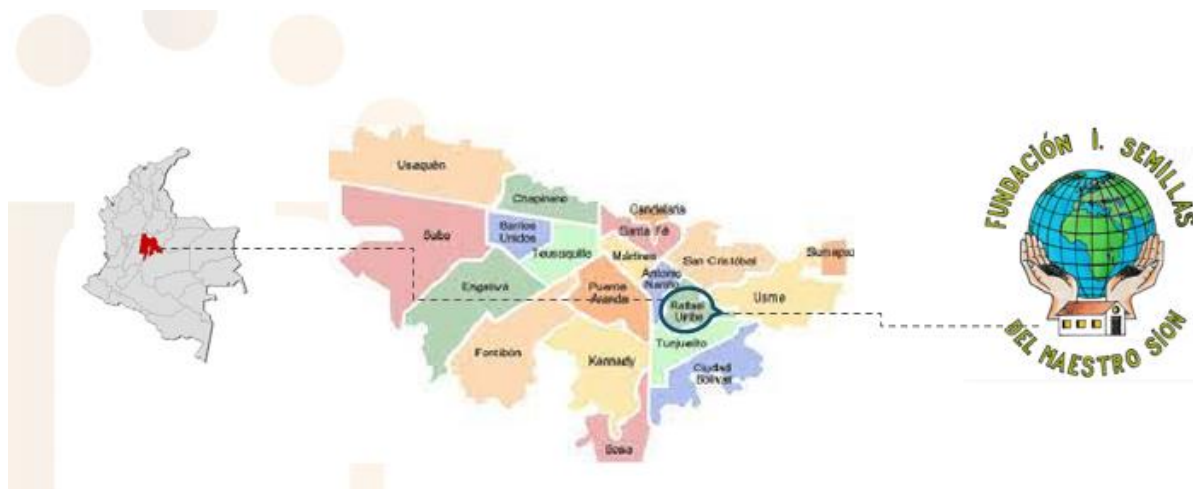 Usaquén
Chapinero
Candelaria
Suba
Barrios
Unidos
Santa Fé
Teusaquillo
Mártires
San Cristóbal
Sumapaz
Engativá
Puente
Aranda
Antonio
Nariño
Rafael
Uribe
Usme
Fontibón
Kennady
Tunjuelito
Ciudad
Bolívar
Bosa
FUNDACIÓN I. SEMILLAS
DEL MAESTRO SIÓN